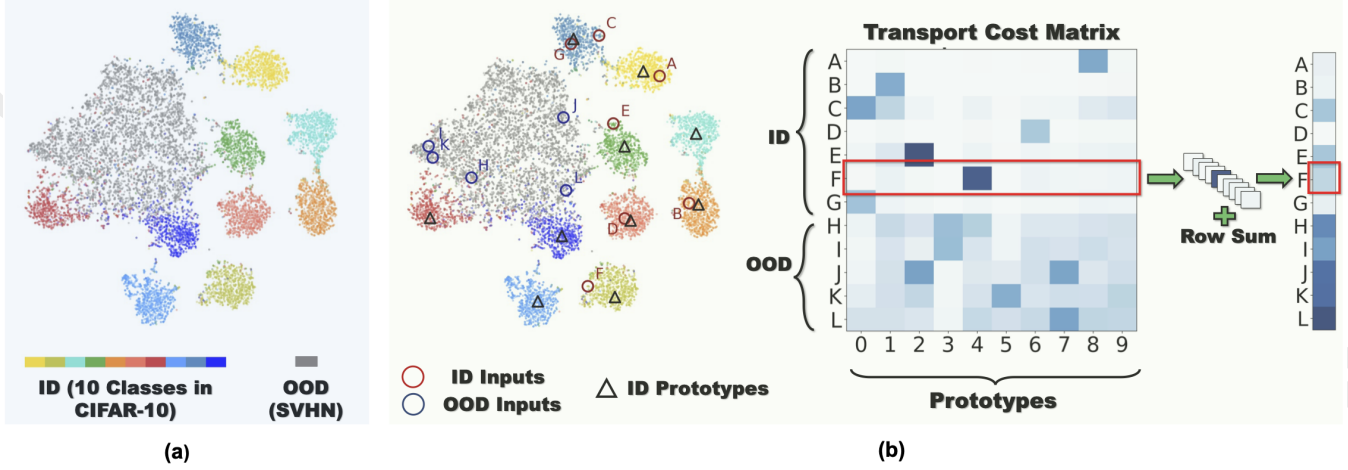 ID (10 Classes in
CIFAR-10)
OOD
(SVHN)
(a)
C
G
A
J
E
I
K
H
L
B
D
F
ID Inputs
OOD Inputs
ID Prototypes
Transport Cost Matrix
ID
OOD
A
B
C
D
E
F
G
H
I
J
K
L
0 1 2 3 4 5 6 7 8 9
Prototypes
Row Sum
A
B
C
D
E
F
G
H
I
J
K
L
(b)